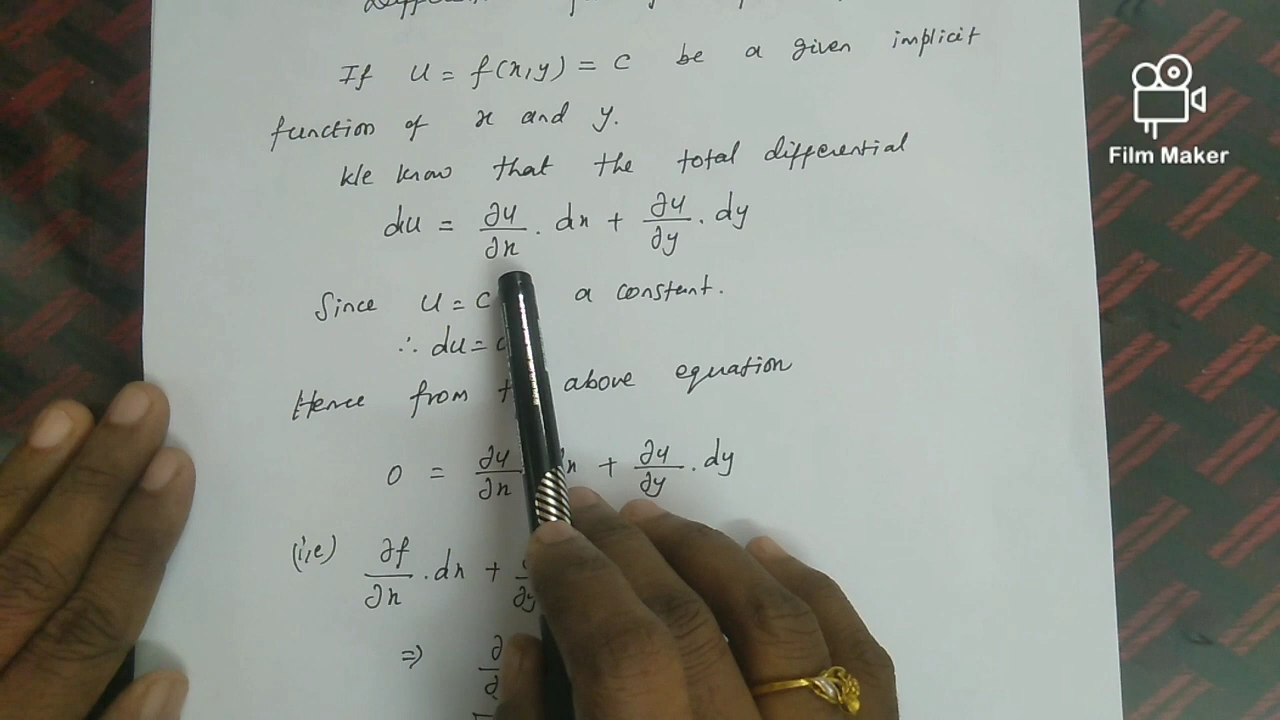 If u = f(x,y) = c be a given implicit
function of x and y.
We know that the total differential
du = ∂u/∂x . dx + ∂u/∂y . dy
Since u = c a constant.
∴ du =
Hence from above equation
0 = ∂u/∂x dx + ∂u/∂y . dy
(i,e) ∂f/∂x . dx +
⇒
Film Maker